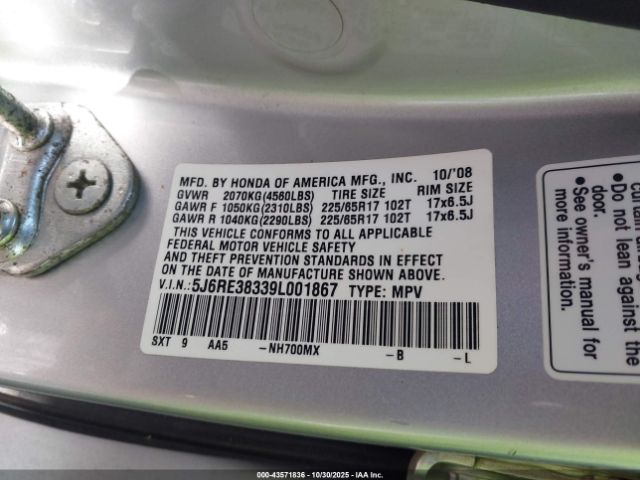 MFD. BY HONDA OF AMERICA MFG., INC. 10/'08
GVWR 2070KG(4560LBS) TIRE SIZE RIM SIZE
GAWR F 1050KG(2310LBS) 225/65R17 102T 17x6.5J
GAWR R 1040KG(2290LBS) 225/65R17 102T 17x6.5J
THIS VEHICLE CONFORMS TO ALL APPLICABLE
FEDERAL MOTOR VEHICLE SAFETY
AND THEFT PREVENTION STANDARDS IN EFFECT
ON THE DATE OF MANUFACTURE SHOWN ABOVE.
V.I.N.: 5J6RE38339L001867 TYPE: MPV
SXT 9 AA5 -NH700MX -B -L
door.
•Do not lean against the
door.
•See owner's manual for
more information.
00-43571836 | 10/30/2025 | IAA Inc.